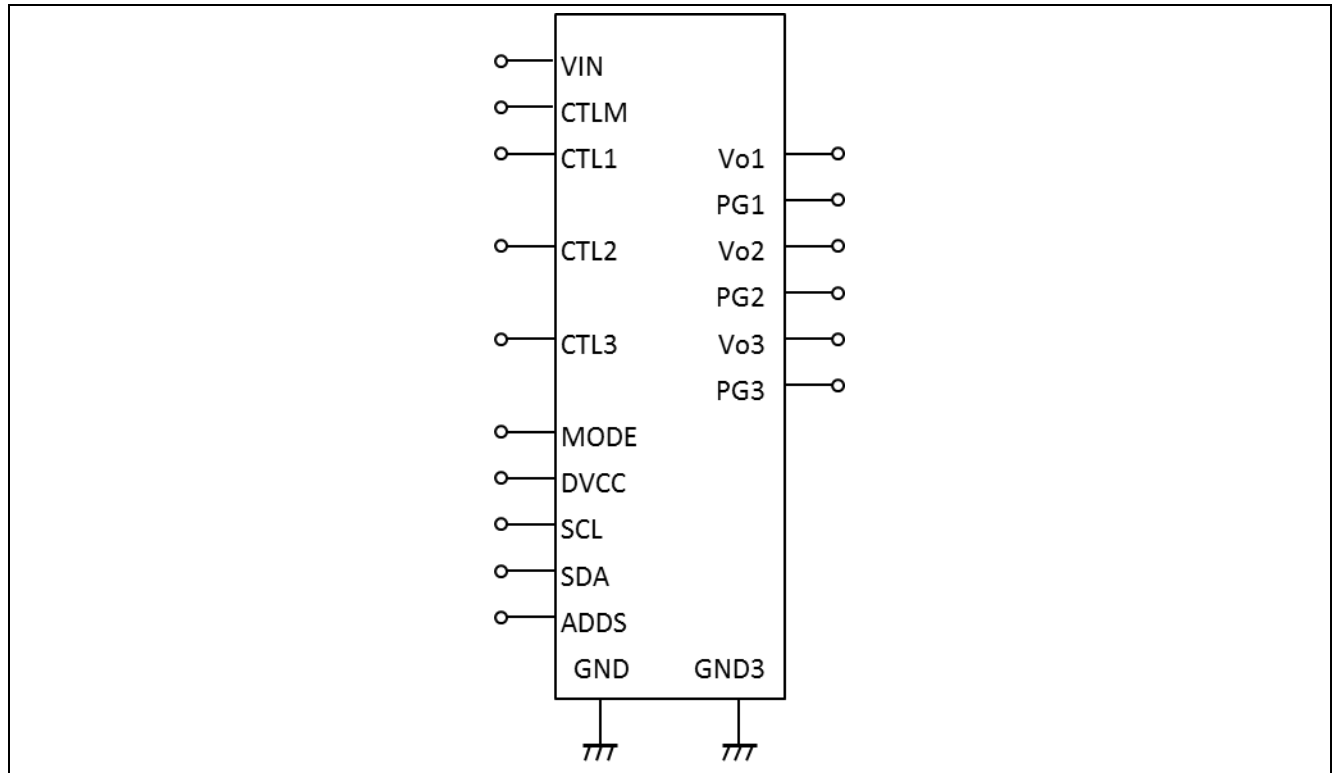 VIN
CTLM
CTL1 Vo1
PG1
CTL2 Vo2
PG2
CTL3 Vo3
PG3
MODE
DVCC
SCL
SDA
ADDS
GND GND3